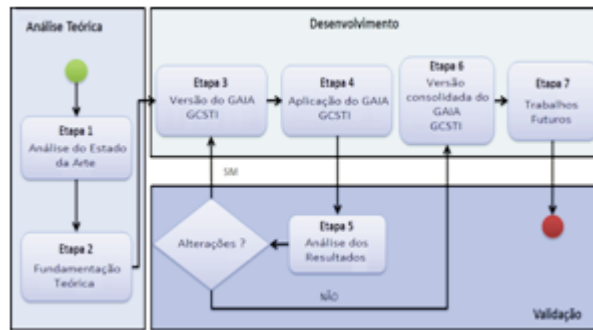 Análise Teórica
Etapa 1
Análise do Estado
da Arte
Etapa 2
Fundamentação
Teórica
Desenvolvimento
Etapa 3
Versão do GAIA
GCSTI
Etapa 4
Aplicação do GAIA
GCSTI
Etapa 6
Versão
consolidada do
GAIA
GCSTI
Etapa 7
Trabalhos
Futuros
SIM
Alterações ?
Etapa 5
Análise dos
Resultados
NÃO
Validação